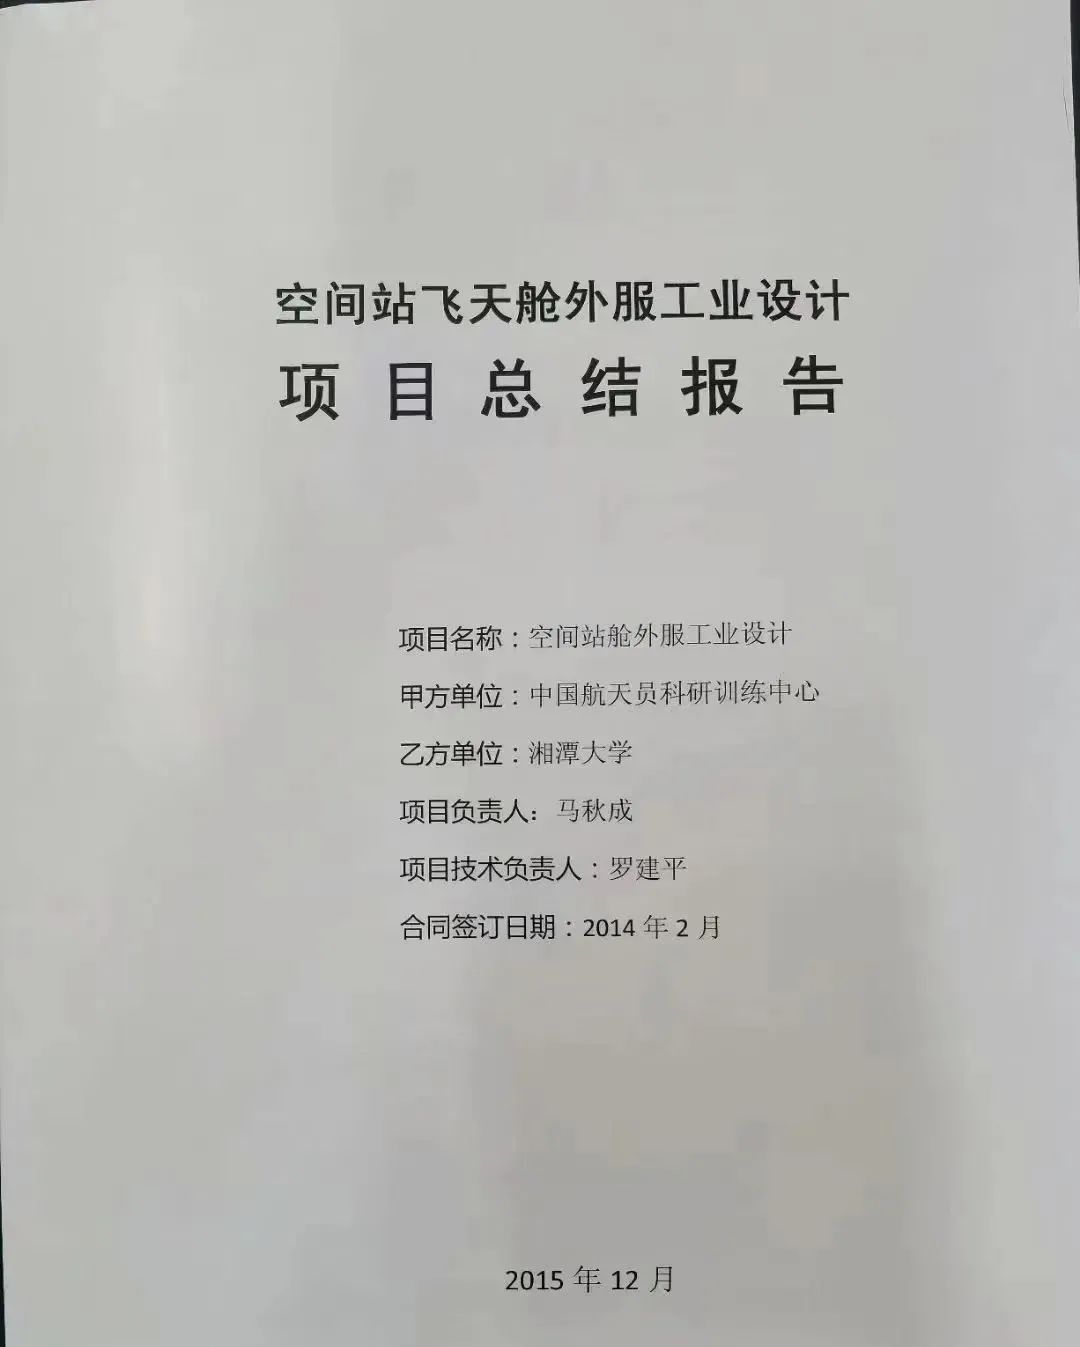 空间站飞天舱外服工业设计
项目总结报告
项目名称：空间站舱外服工业设计
甲方单位：中国航天员科研训练中心
乙方单位：湘潭大学
项目负责人：马秋成
项目技术负责人：罗建平
合同签订日期：2014 年 2 月
2015 年 12 月